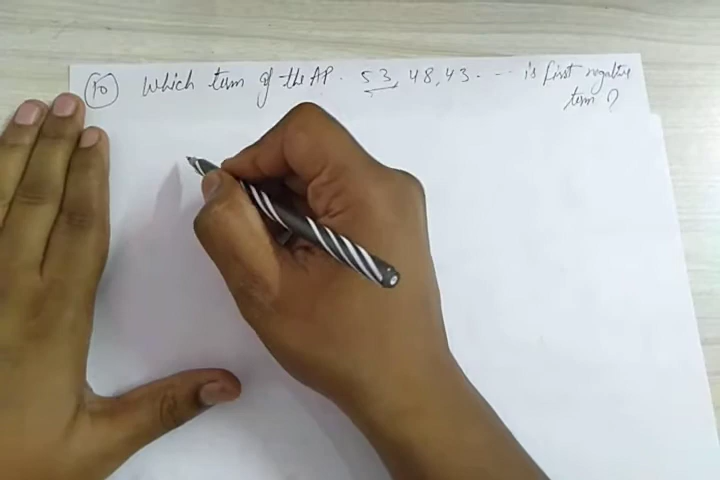 10 Which term of the AP. 53, 48, 43. -- is first negative
term ?